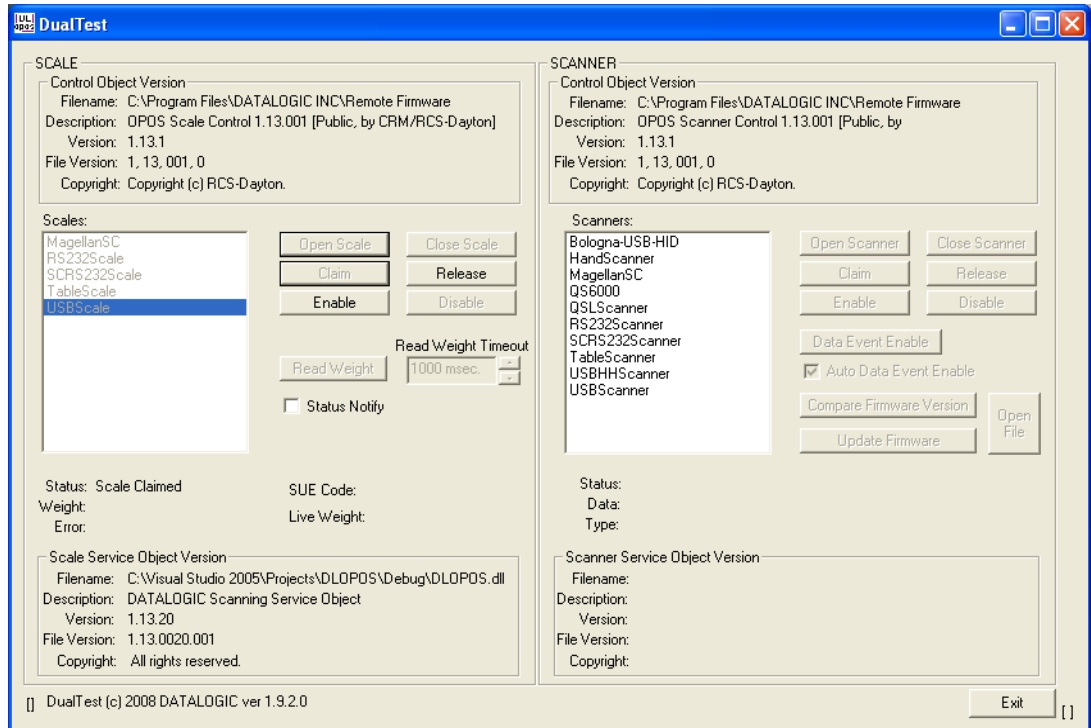 UL
opos
DualTest
SCALE
Control Object Version
Filename: C:\Program Files\DATALOGIC INC\Remote Firmware
Description: OPOS Scale Control 1.13.001 [Public, by CRM/RCS-Dayton]
Version: 1.13.1
File Version: 1, 13, 001, 0
Copyright: Copyright (c) RCS-Dayton.
Scales:
MagellanSC
RS232Scale
SCRS232Scale
TableScale
USBScale
Open Scale
Close Scale
Claim
Release
Enable
Disable
Read Weight Timeout
Read Weight
1000 msec.
Status Notify
Status: Scale Claimed
Weight:
Error:
SUE Code:
Live Weight:
Scale Service Object Version
Filename: C:\Visual Studio 2005\Projects\DLOPOS\Debug\DLOPOS.dll
Description: DATALOGIC Scanning Service Object
Version: 1.13.20
File Version: 1.13.0020.001
Copyright: All rights reserved.
SCANNER
Control Object Version
Filename: C:\Program Files\DATALOGIC INC\Remote Firmware
Description: OPOS Scanner Control 1.13.001 [Public, by
Version: 1.13.1
File Version: 1, 13, 001, 0
Copyright: Copyright (c) RCS-Dayton.
Scanners:
Bologna-USB-HID
HandScanner
MagellanSC
QS6000
QSLScanner
RS232Scanner
SCRS232Scanner
TableScanner
USBHHScanner
USBScanner
Open Scanner
Close Scanner
Claim
Release
Enable
Disable
Data Event Enable
Auto Data Event Enable
Compare Firmware Version
Open File
Update Firmware
Status:
Data:
Type:
Scanner Service Object Version
Filename:
Description:
Version:
File Version:
Copyright:
[] DualTest (c) 2008 DATALOGIC ver 1.9.2.0
Exit
[ ]